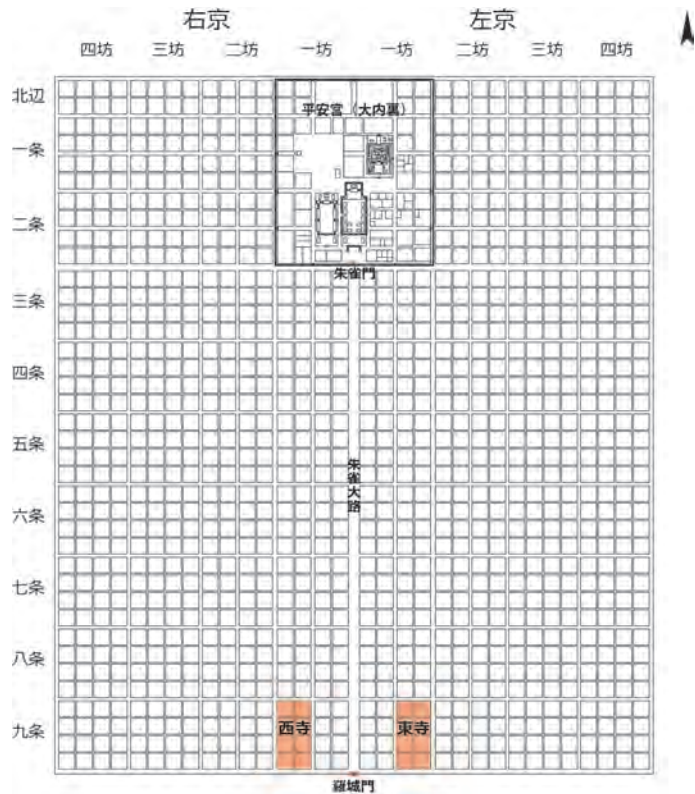 右京
左京
四坊
三坊
二坊
一坊
一坊
二坊
三坊
四坊
北辺
平安宮（大内裏）
一条
二条
朱雀門
三条
四条
五条
朱雀大路
六条
七条
八条
九条
西寺
東寺
羅城門